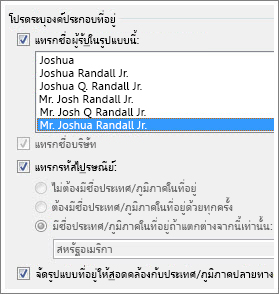 โปรดระบุองค์ประกอบที่อยู่
แทรกชื่อผู้รับในรูปแบบนี้:
Joshua
Joshua Randall Jr.
Joshua Q. Randall Jr.
Mr. Josh Randall Jr.
Mr. Josh Q Randall Jr.
Mr. Joshua Randall Jr.
แทรกชื่อบริษัท
แทรกรหัสไปรษณีย์:
ไม่ต้องมีชื่อประเทศ/ภูมิภาคในที่อยู่
ต้องมีชื่อประเทศ/ภูมิภาคในที่อยู่ด้วยทุกครั้ง
มีชื่อประเทศ/ภูมิภาคในที่อยู่ถ้าแตกต่างจากนี้เท่านั้น:
สหรัฐอเมริกา
จัดรูปแบบที่อยู่ให้สอดคล้องกับประเทศ/ภูมิภาคปลายทาง